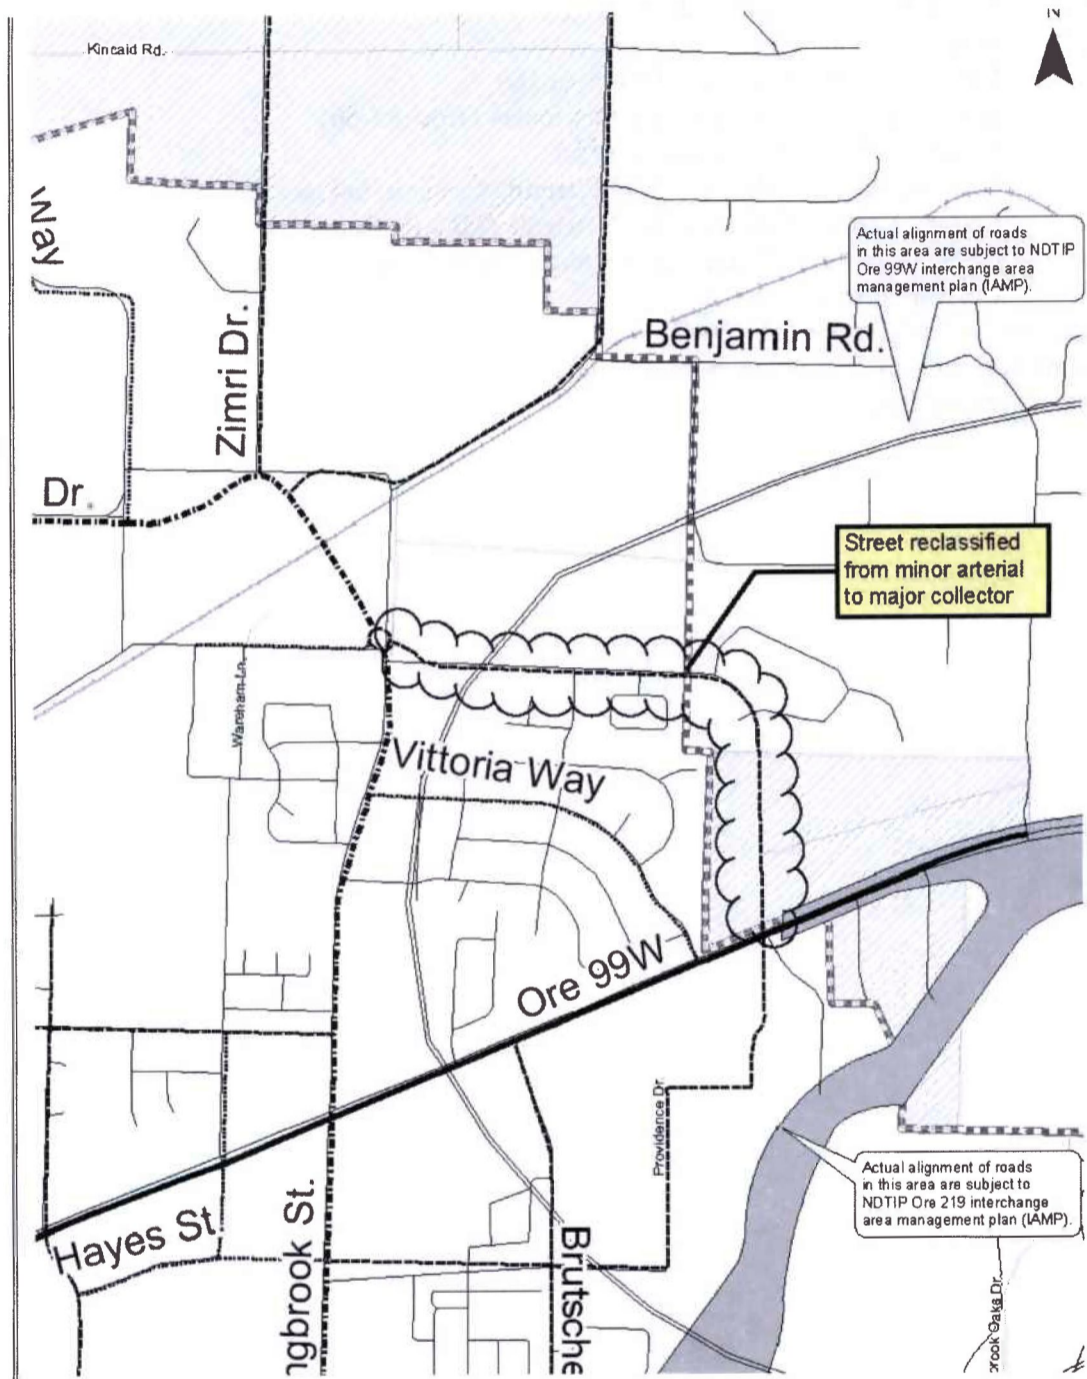 N
Kincaid Rd.
Way
Actual alignment of roads
in this area are subject to NDTIP
Ore 99W interchange area
management plan (IAMP).
Zimri Dr.
Benjamin Rd.
Dr.
Street reclassified
from minor arterial
to major collector
Wareham Ln.
Vittoria Way
Ore 99W
Providence Dr.
Actual alignment of roads
in this area are subject to
NDTIP Ore 219 interchange
area management plan (IAMP).
Hayes St
ngbrook St.
Brutsche
brook Oaks Dr.